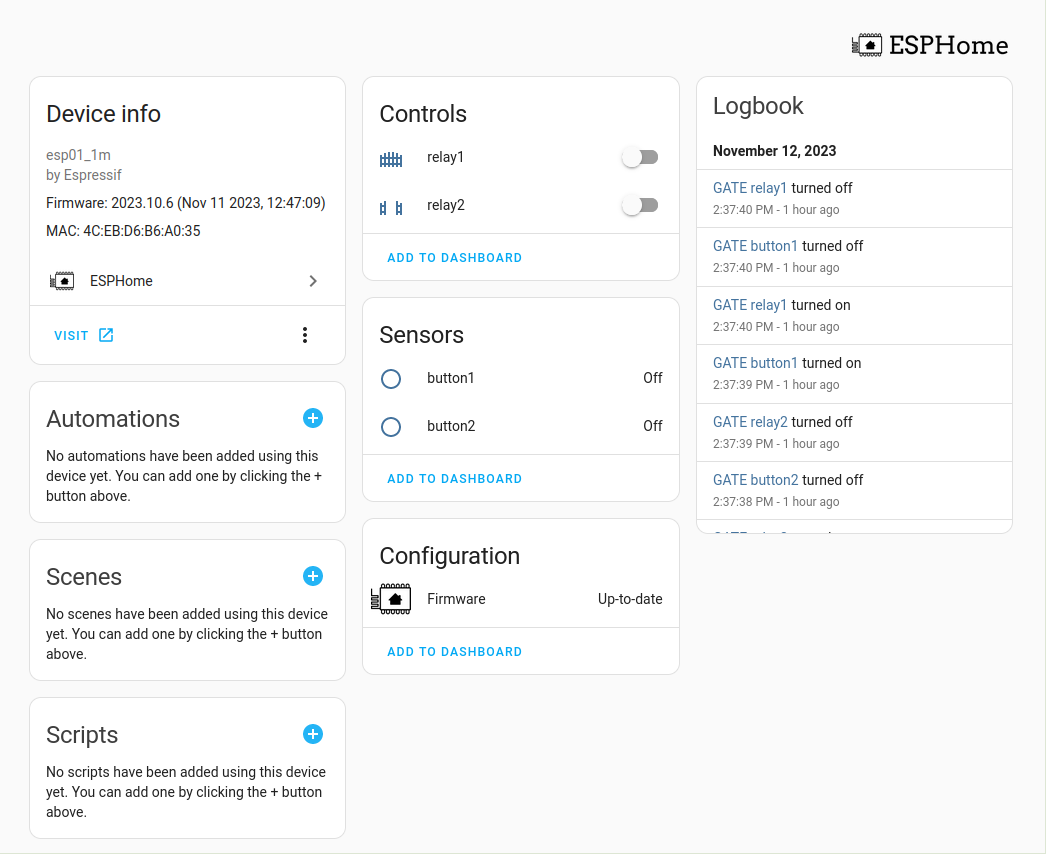 ESPHome
Device info
esp01_1m
by Espressif
Firmware: 2023.10.6 (Nov 11 2023, 12:47:09)
MAC: 4C:EB:D6:B6:A0:35
ESPHome
VISIT
Automations
No automations have been added using this
device yet. You can add one by clicking the +
button above.
Scenes
No scenes have been added using this device
yet. You can add one by clicking the + button
above.
Scripts
No scripts have been added using this device
yet. You can add one by clicking the + button
above.
Controls
relay1
relay2
ADD TO DASHBOARD
Sensors
button1 Off
button2 Off
ADD TO DASHBOARD
Configuration
Firmware Up-to-date
ADD TO DASHBOARD
Logbook
November 12, 2023
GATE relay1 turned off
2:37:40 PM - 1 hour ago
GATE button1 turned off
2:37:40 PM - 1 hour ago
GATE relay1 turned on
2:37:40 PM - 1 hour ago
GATE button1 turned on
2:37:39 PM - 1 hour ago
GATE relay2 turned off
2:37:39 PM - 1 hour ago
GATE button2 turned off
2:37:38 PM - 1 hour ago